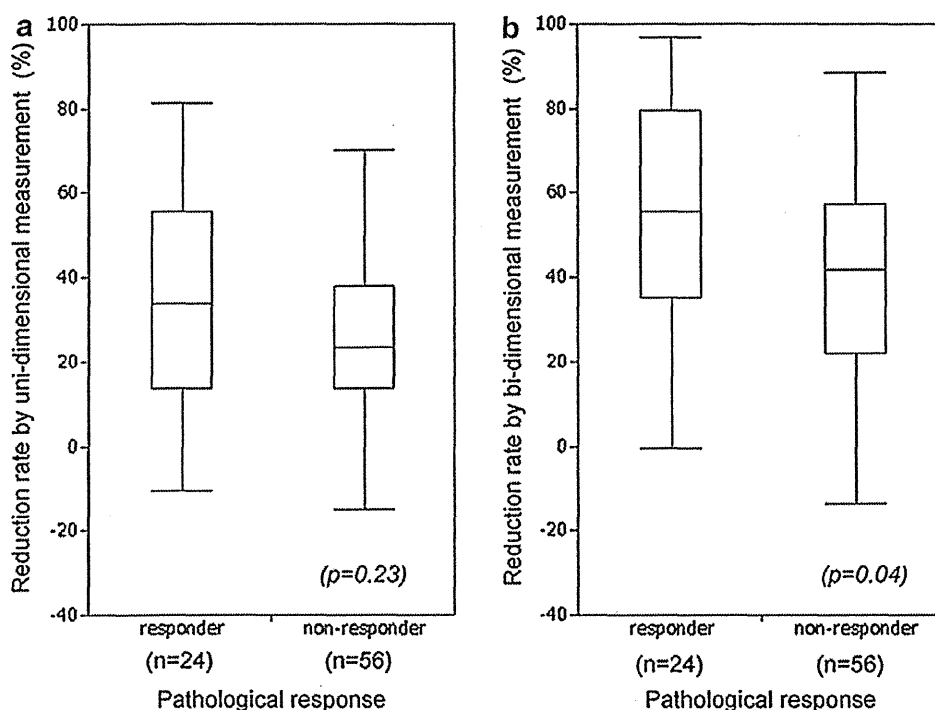 a
Reduction rate by uni-dimensional measurement (%)
100
80
60
40
20
0
-20
-40
(p=0.23)
responder
non-responder
(n=24)
(n=56)
Pathological response
b
Reduction rate by bi-dimensional measurement (%)
100
80
60
40
20
0
-20
-40
(p=0.04)
responder
non-responder
(n=24)
(n=56)
Pathological response